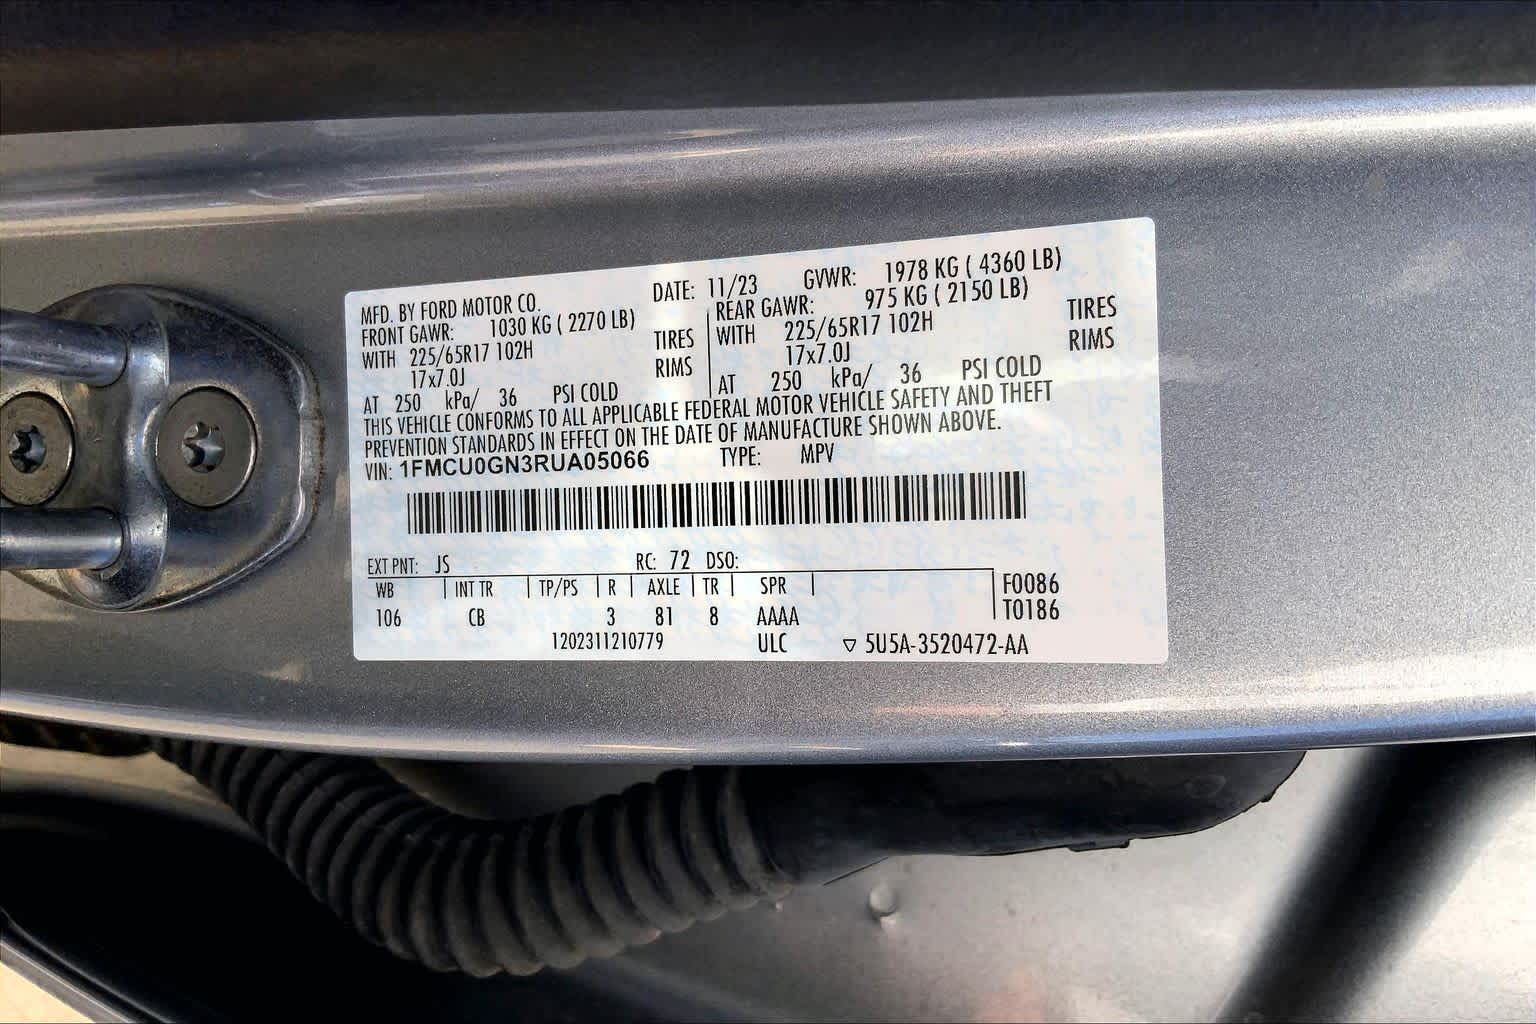 MFD. BY FORD MOTOR CO. DATE: 11/23 GVWR: 1978 KG ( 4360 LB)
FRONT GAWR: 1030 KG ( 2270 LB) REAR GAWR: 975 KG ( 2150 LB)
WITH 225/65R17 102H TIRES WITH 225/65R17 102H TIRES
17x7.0J RIMS 17x7.0J RIMS
AT 250 kPa/ 36 PSI COLD AT 250 kPa/ 36 PSI COLD
THIS VEHICLE CONFORMS TO ALL APPLICABLE FEDERAL MOTOR VEHICLE SAFETY AND THEFT
PREVENTION STANDARDS IN EFFECT ON THE DATE OF MANUFACTURE SHOWN ABOVE.
VIN: 1FMCU0GN3RUA05066 TYPE: MPV
EXT PNT: JS RC: 72 DSO:
WB INT TR TP/PS R AXLE TR SPR F0086
106 CB 3 81 8 AAAA T0186
1202311210779 ULC ▽ 5U5A-3520472-AA